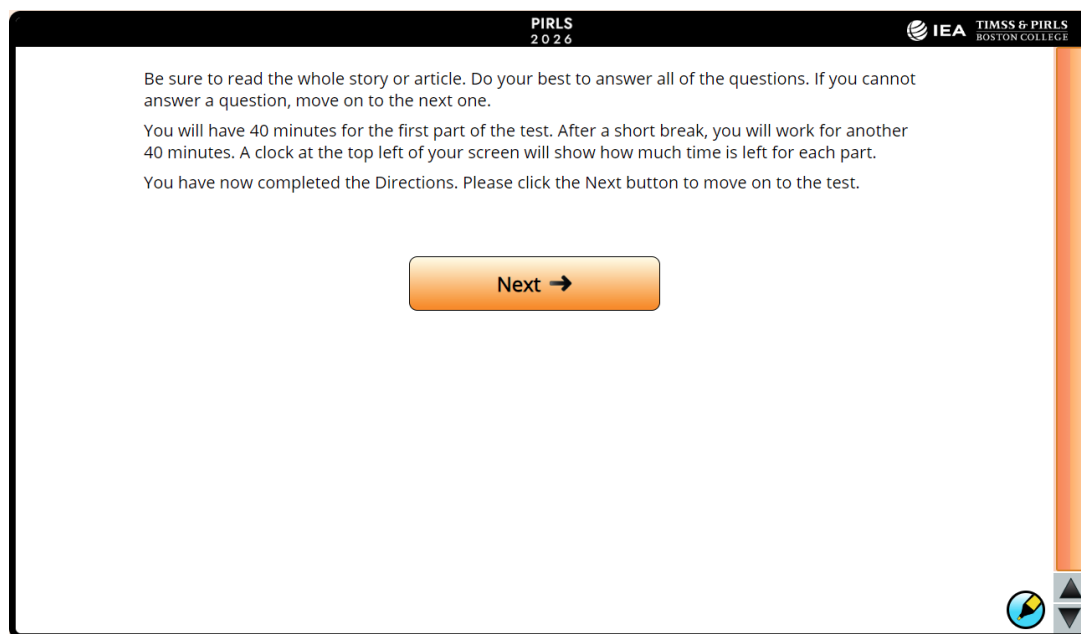 PIRLS
2026
IEA
TIMSS & PIRLS
BOSTON COLLEGE
Be sure to read the whole story or article. Do your best to answer all of the questions. If you cannot
answer a question, move on to the next one.
You will have 40 minutes for the first part of the test. After a short break, you will work for another
40 minutes. A clock at the top left of your screen will show how much time is left for each part.
You have now completed the Directions. Please click the Next button to move on to the test.
Next